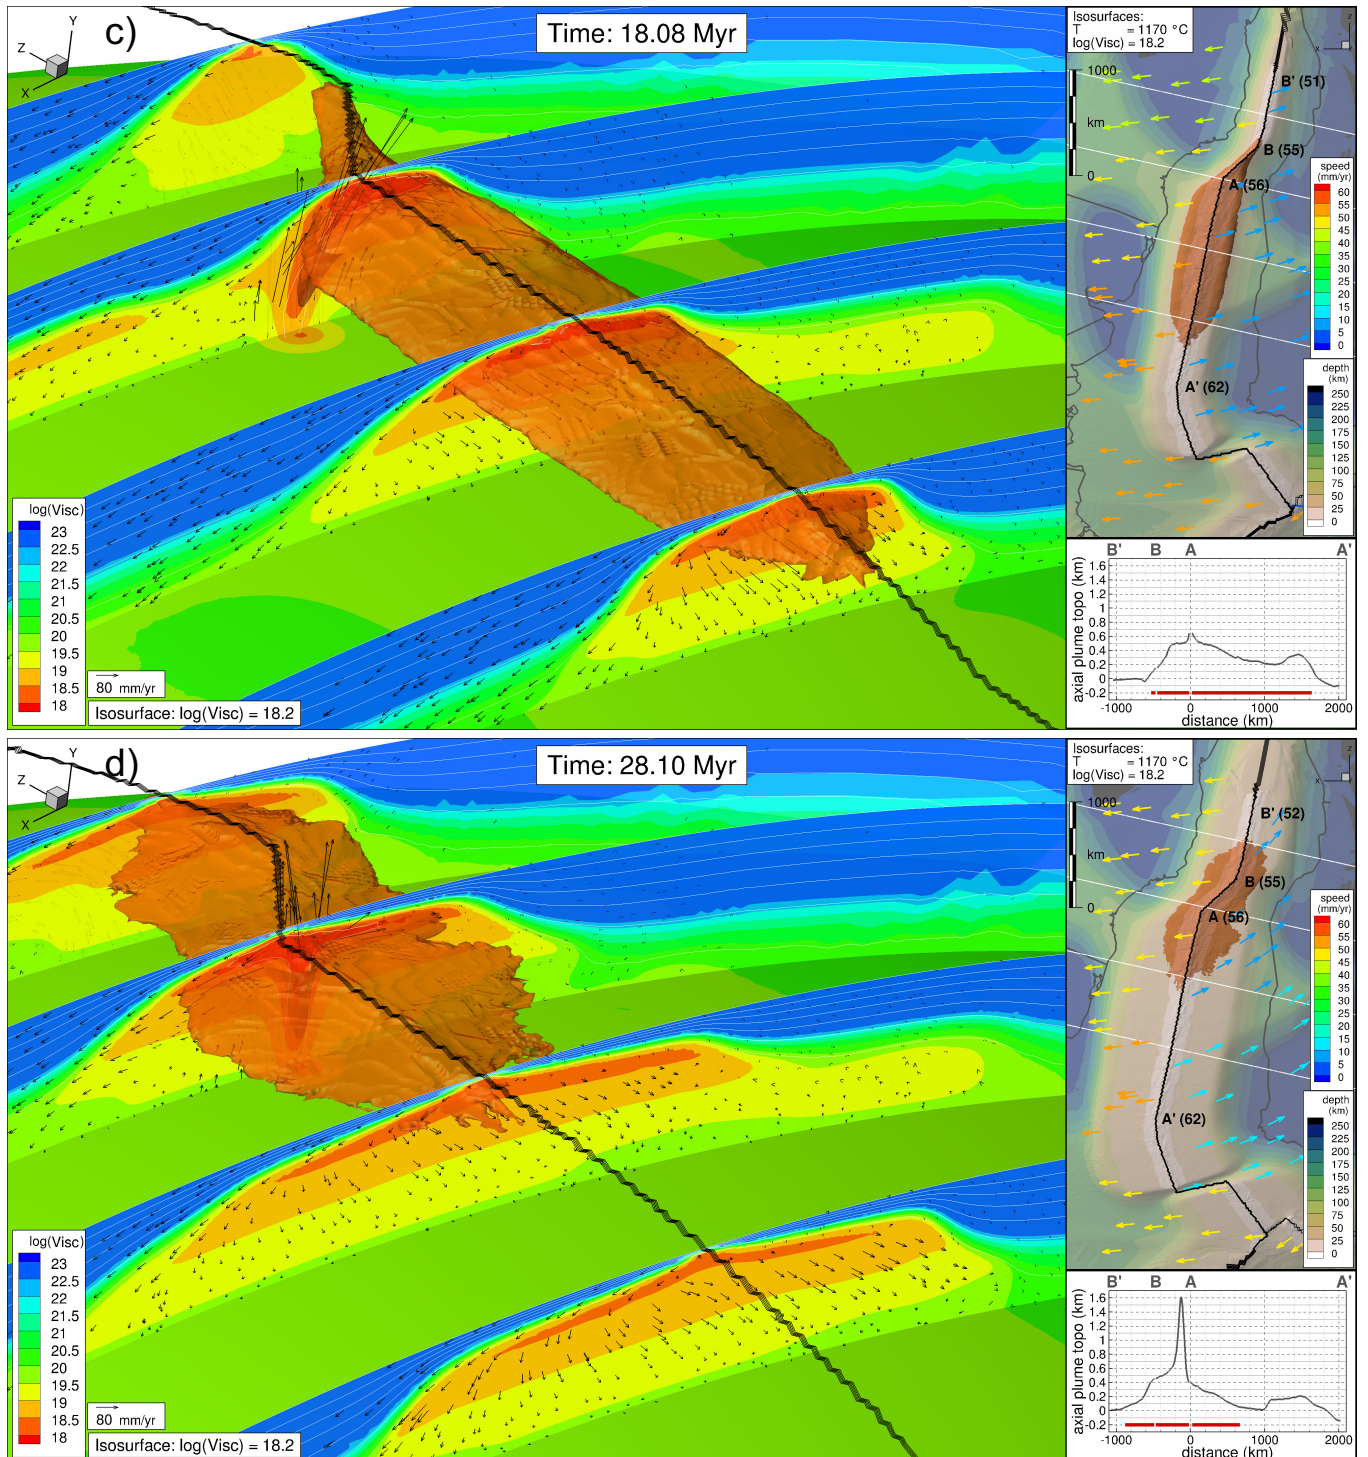 c)
Time: 18.08 Myr
Y
Z
X
log(Visc)
23
22.5
22
21.5
21
20.5
20
19.5
19
18.5
18
80 mm/yr
Isosurface: log(Visc) = 18.2
Isosurfaces:
T = 1170 °C
log(Visc) = 18.2
z
x
1000
km
0
B' (51)
B (55)
A (56)
A' (62)
speed
(mm/yr)
60
55
50
45
40
35
30
25
20
15
10
5
0
depth
(km)
250
225
200
175
150
125
100
75
50
25
0
B' B A A'
axial plume topo (km)
1.6
1.4
1.2
1
0.8
0.6
0.4
0.2
0
-0.2
-1000 0 1000 2000
distance (km)
d)
Time: 28.10 Myr
Y
Z
X
log(Visc)
23
22.5
22
21.5
21
20.5
20
19.5
19
18.5
18
80 mm/yr
Isosurface: log(Visc) = 18.2
Isosurfaces:
T = 1170 °C
log(Visc) = 18.2
z
x
1000
km
0
B' (52)
B (55)
A (56)
A' (62)
speed
(mm/yr)
60
55
50
45
40
35
30
25
20
15
10
5
0
depth
(km)
250
225
200
175
150
125
100
75
50
25
0
B' B A A'
axial plume topo (km)
1.6
1.4
1.2
1
0.8
0.6
0.4
0.2
0
-0.2
-1000 0 1000 2000
distance (km)